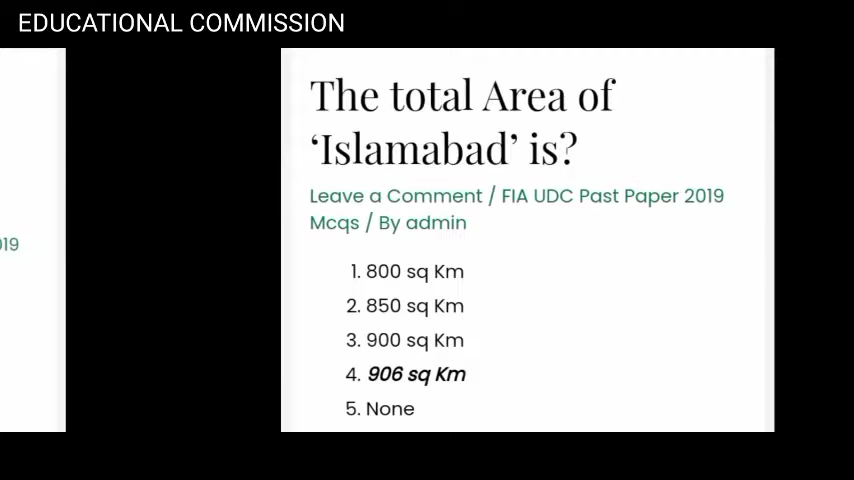 EDUCATIONAL COMMISSION
The total Area of
‘Islamabad’ is?
Leave a Comment / FIA UDC Past Paper 2019
Mcqs / By admin
019
1. 800 sq Km
2. 850 sq Km
3. 900 sq Km
4. 906 sq Km
5. None